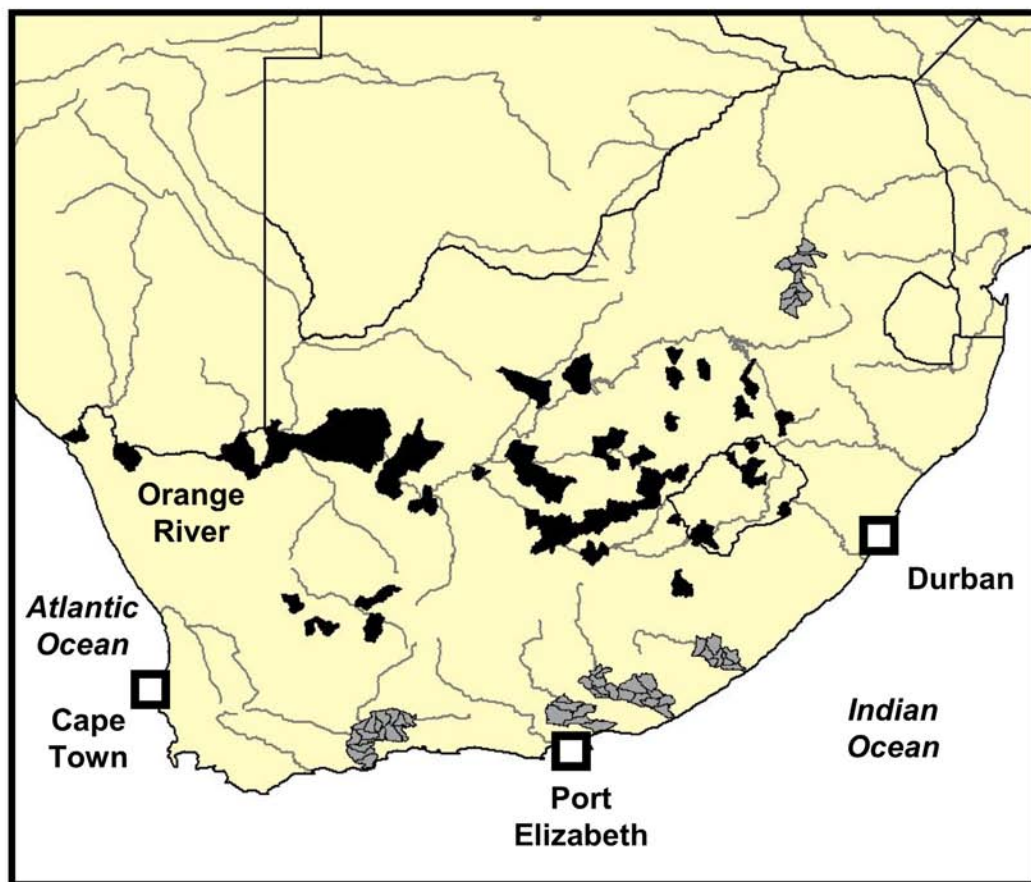 Orange
River
Durban
Atlantic
Ocean
Cape
Town
Indian
Ocean
Port
Elizabeth